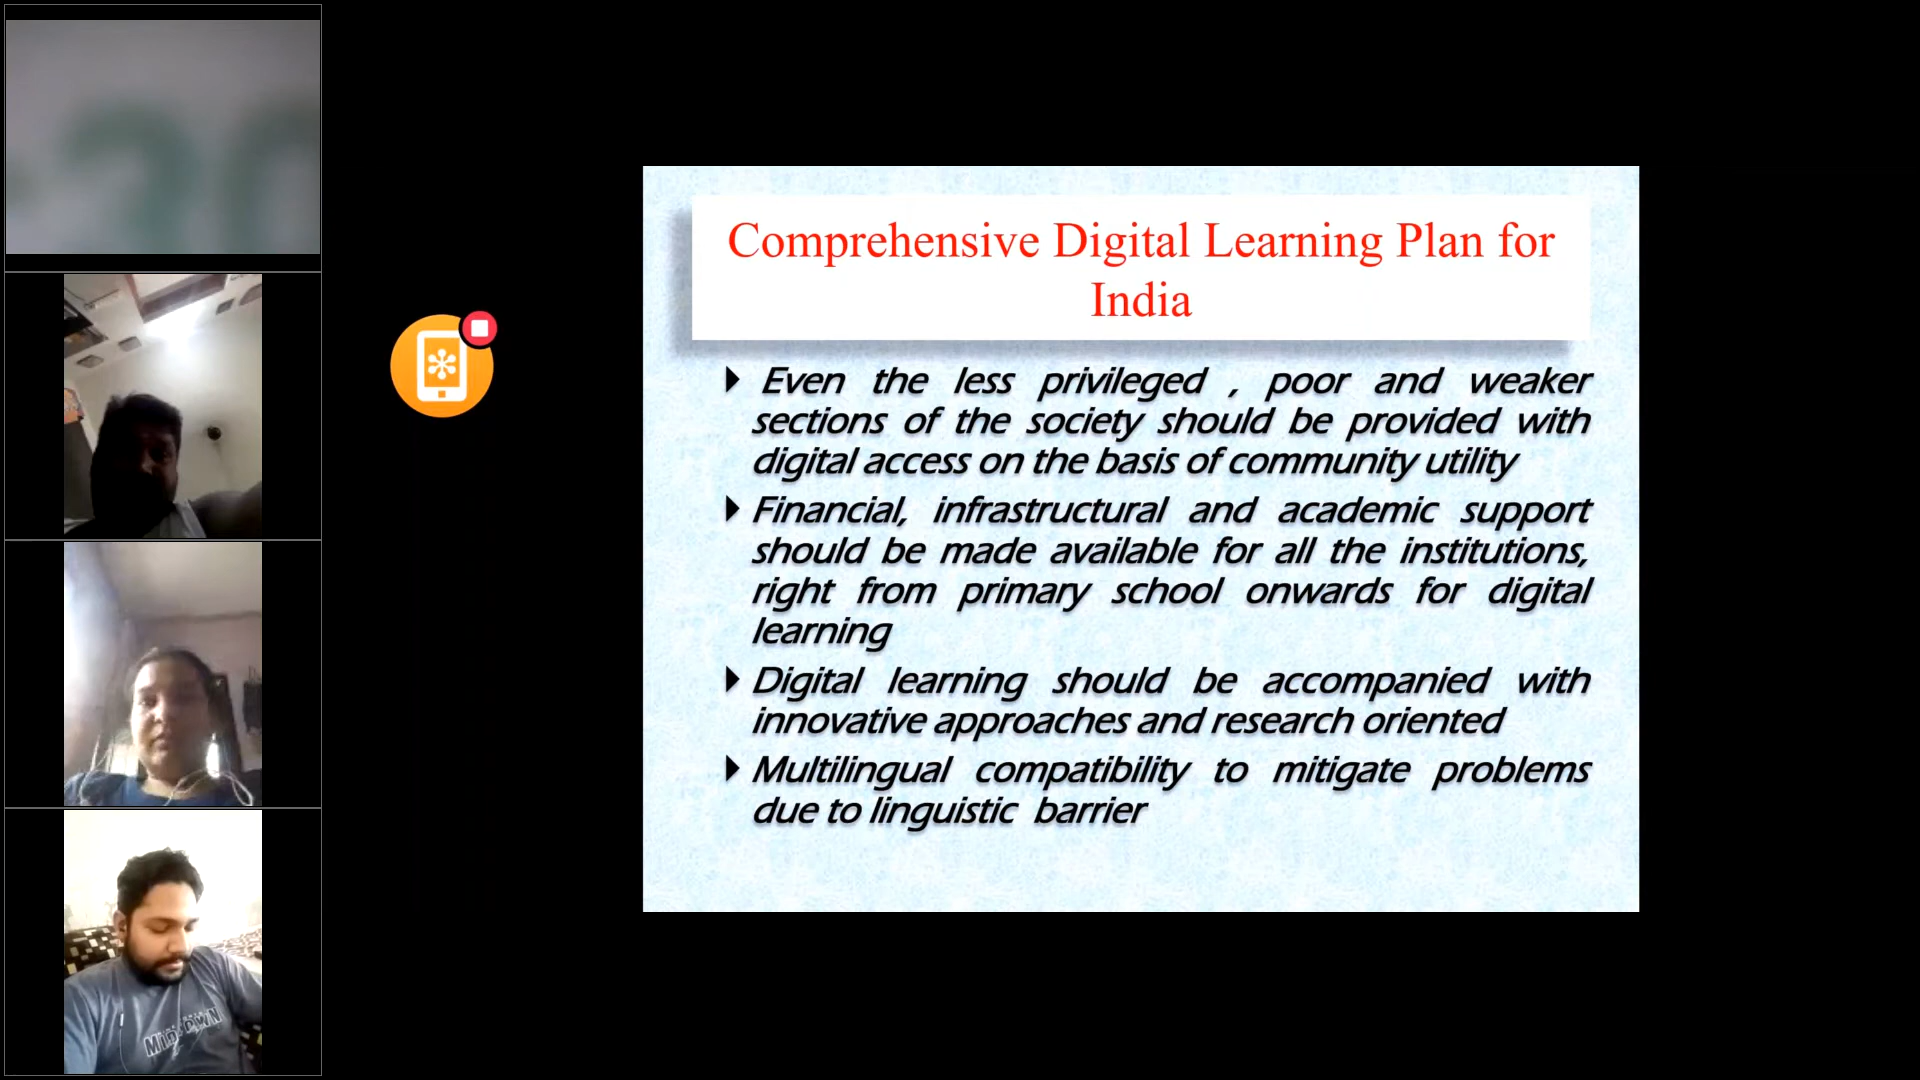 Comprehensive Digital Learning Plan for
India
Even the less privileged , poor and weaker
sections of the society should be provided with
digital access on the basis of community utility
Financial, infrastructural and academic support
should be made available for all the institutions,
right from primary school onwards for digital
learning
Digital learning should be accompanied with
innovative approaches and research oriented
Multilingual compatibility to mitigate problems
due to linguistic barrier